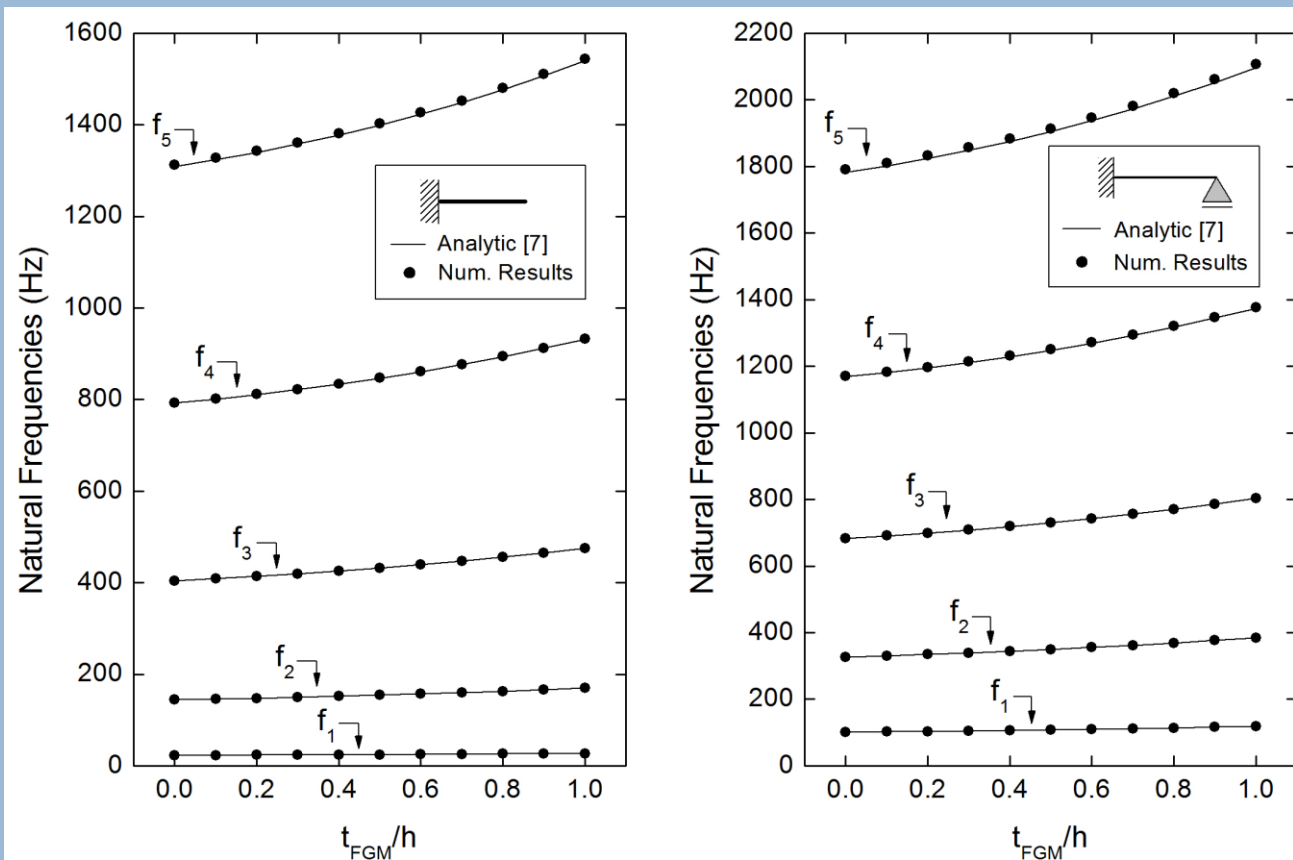 1600
1400
1200
1000
800
600
400
200
0
Natural Frequencies (Hz)
f5
f4
f3
f2
f1
Analytic [7]
Num. Results
0.0 0.2 0.4 0.6 0.8 1.0
tFGM/h
2200
2000
1800
1600
1400
1200
1000
800
600
400
200
0
Natural Frequencies (Hz)
f5
f4
f3
f2
f1
Analytic [7]
Num. Results
0.0 0.2 0.4 0.6 0.8 1.0
tFGM/h